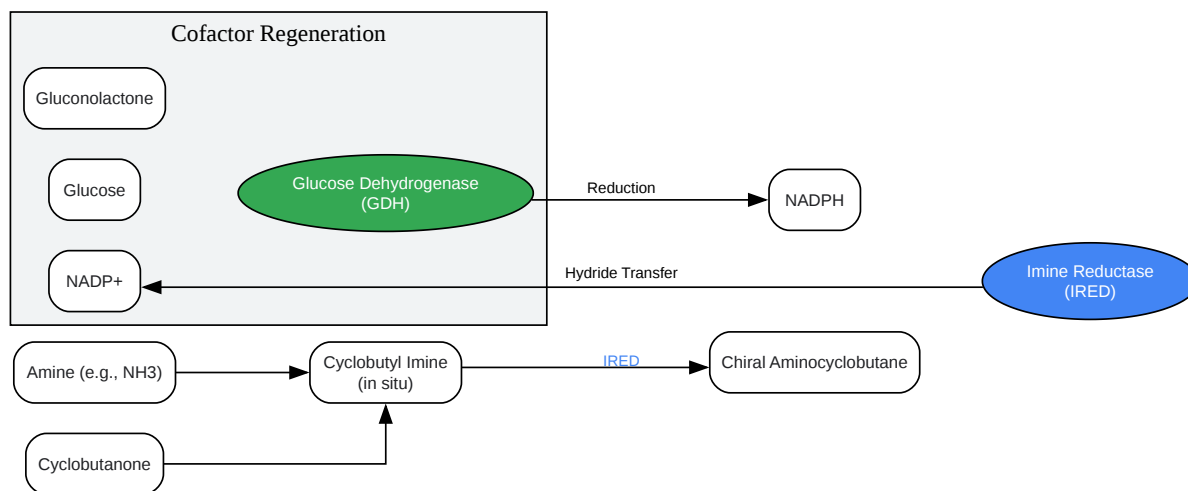 Cofactor Regeneration
Gluconolactone
Glucose
Glucose Dehydrogenase
(GDH)
Reduction
NADPH
NADP+
Hydride Transfer
Imine Reductase
(IRED)
Amine (e.g., NH3)
Cyclobutyl Imine
(in situ)
IRED
Chiral Aminocyclobutane
Cyclobutanone